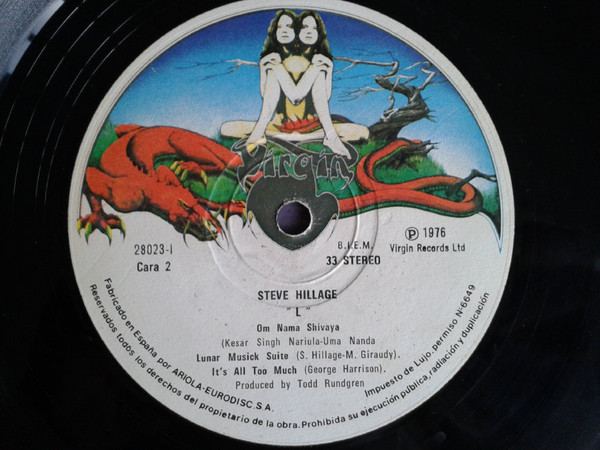 Virgin
28023-I
Cara 2
B.I.E.M.
33 STEREO
Ⓟ 1976
Virgin Records Ltd
STEVE HILLAGE
"L"
Om Nama Shivaya
(Kesar Singh Nariula-Uma Nanda
Lunar Musick Suite (S. Hillage-M. Giraudy).
It's All Too Much (George Harrison).
Produced by Todd Rundgren
Fabricado en España por ARIOLA-EURODISC, S.A.
Reservados todos los derechos del propietario de la obra. Prohibida su ejecución pública, radiación y duplicación
Impuesto de Lujo, permiso N-6649